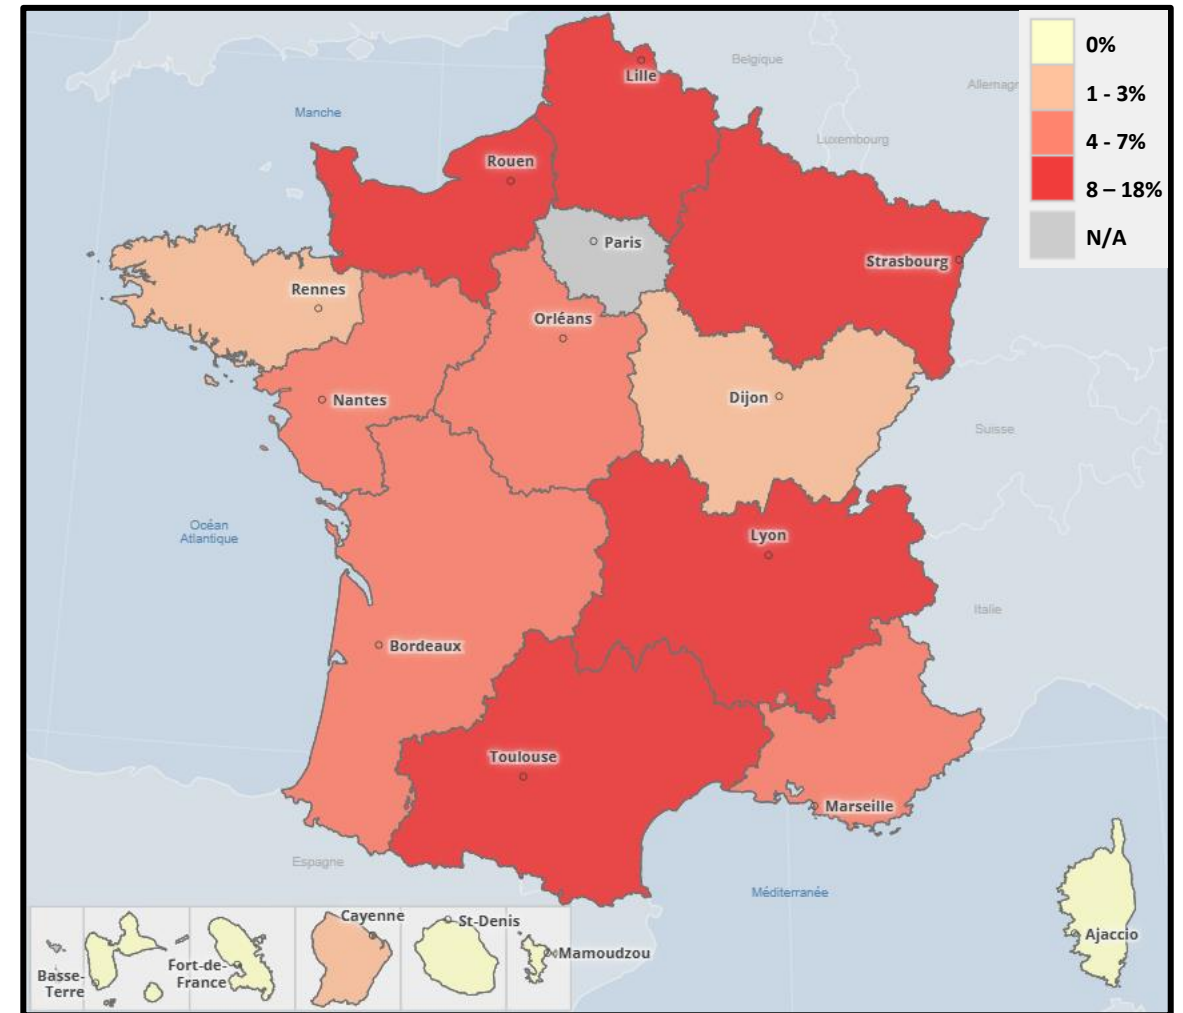 0%
1 - 3%
4 - 7%
8 – 18%
N/A
Belgique
Allemagr
Luxembourg
Manche
Lille
Rouen
Paris
Strasbourg
Rennes
Orléans
Nantes
Dijon
Suisse
Océan
Atlantique
Lyon
Italie
Bordeaux
Toulouse
Marseille
Espagne
Méditerranée
Ajaccio
Basse-
Terre
Fort-de-
France
Cayenne
St-Denis
Mamoudzou